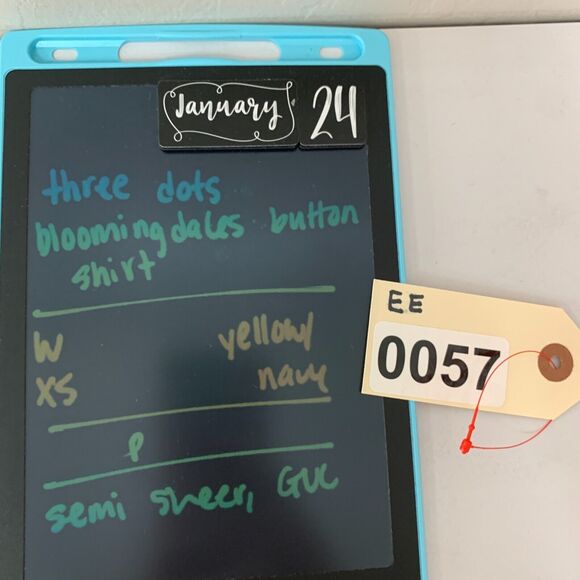 January 24
three dots
bloomingdales button
shirt
W yellow/
XS navy
P
semi sheer, GUC
EE
0057